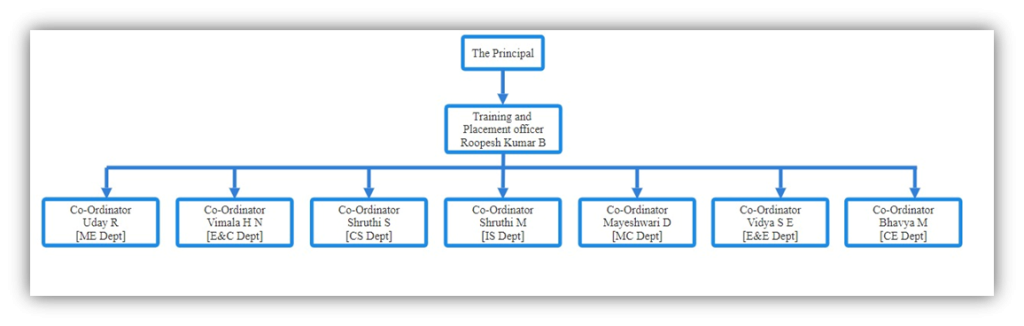 The Principal
Training and
Placement officer
Roopesh Kumar B
Co-Ordinator
Uday R
[ME Dept]
Co-Ordinator
Vimala H N
[E&C Dept]
Co-Ordinator
Shruthi S
[CS Dept]
Co-Ordinator
Shruthi M
[IS Dept]
Co-Ordinator
Mayeshwari D
[MC Dept]
Co-Ordinator
Vidya S E
[E&E Dept]
Co-Ordinator
Bhavya M
[CE Dept]